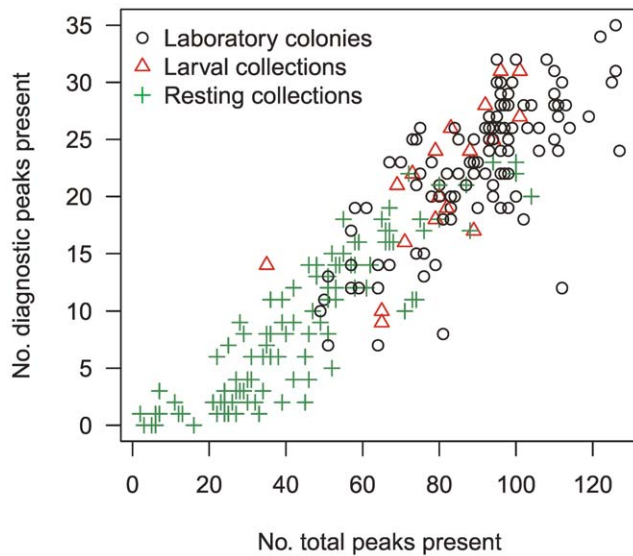 35
30
25
20
15
10
5
0
No. diagnostic peaks present
Laboratory colonies
Larval collections
Resting collections
0 20 40 60 80 100 120
No. total peaks present